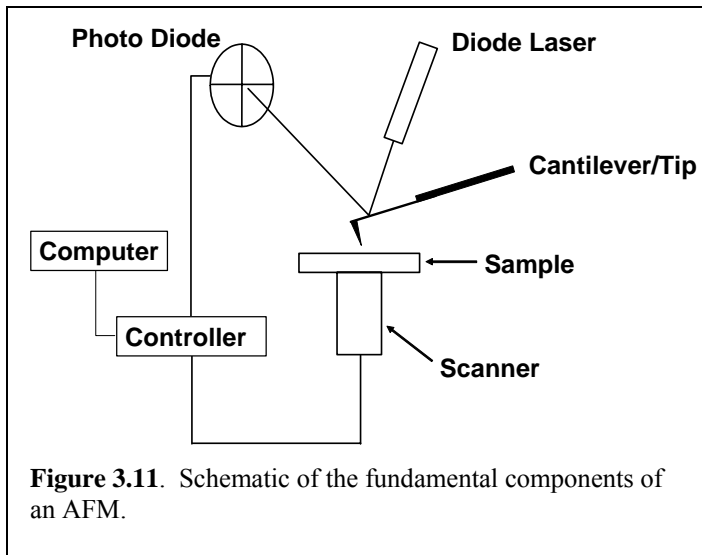 Photo Diode
Diode Laser
Cantilever/Tip
Computer
Sample
Controller
Scanner
Figure 3.11. Schematic of the fundamental components of
an AFM.